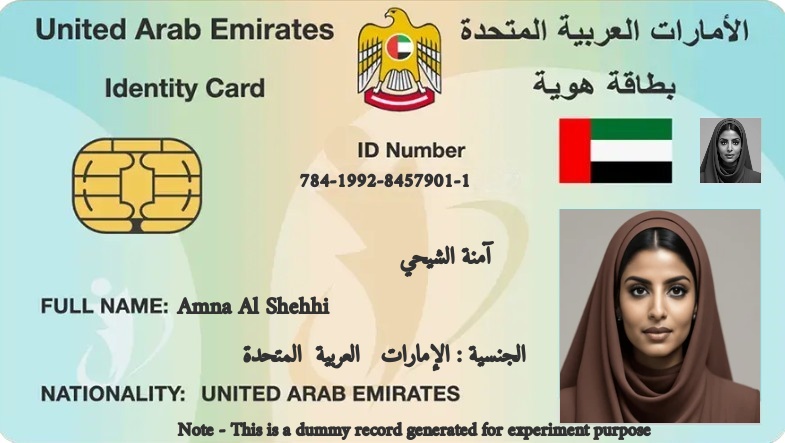 United Arab Emirates
الأمارات العربية المتحدة
Identity Card
بطاقة هوية
ID Number
784-1992-8457901-1
آمنة الشيحي
FULL NAME: Amna Al Shehhi
الجنسية : الإمارات العربية المتحدة
NATIONALITY: UNITED ARAB EMIRATES
Note - This is a dummy record generated for experiment purpose